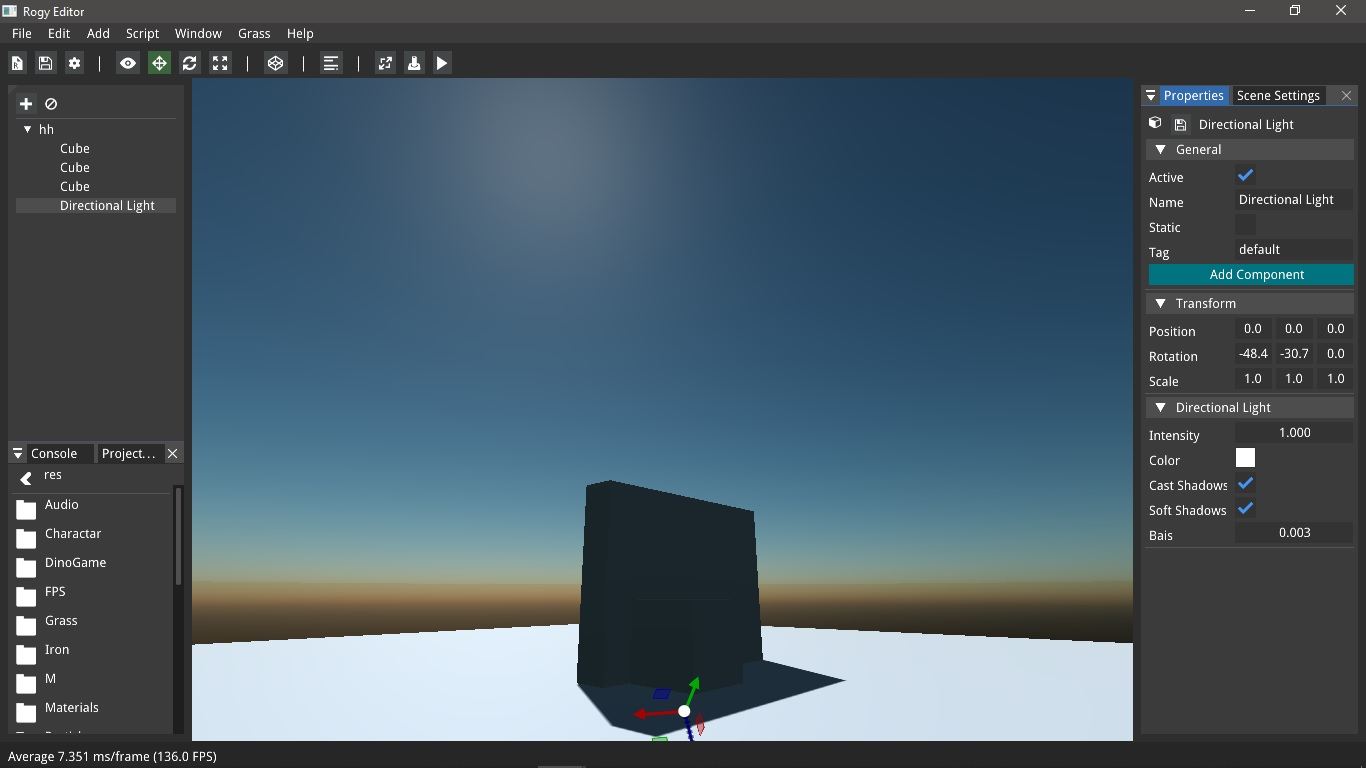 Rogy Editor
File Edit Add Script Window Grass Help
hh
Cube
Cube
Cube
Directional Light
Console Project...
res
Audio
Charactar
DinoGame
FPS
Grass
Iron
M
Materials
Properties Scene Settings
Directional Light
General
Active
Name Directional Light
Static
Tag default
Add Component
Transform
Position 0.0 0.0 0.0
Rotation -48.4 -30.7 0.0
Scale 1.0 1.0 1.0
Directional Light
Intensity 1.000
Color
Cast Shadows
Soft Shadows
Bais 0.003
Average 7.351 ms/frame (136.0 FPS)